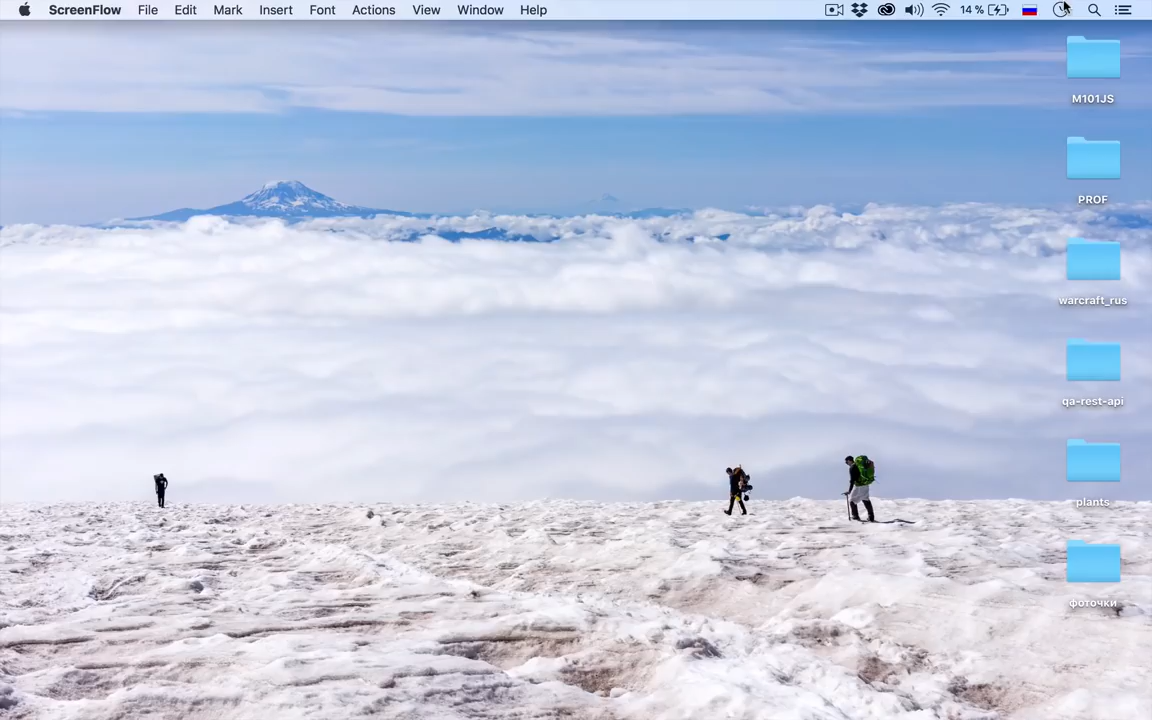 ScreenFlow File Edit Mark Insert Font Actions View Window Help 14 %
M101JS
PROF
warcraft_rus
qa-rest-api
plants
фоточки